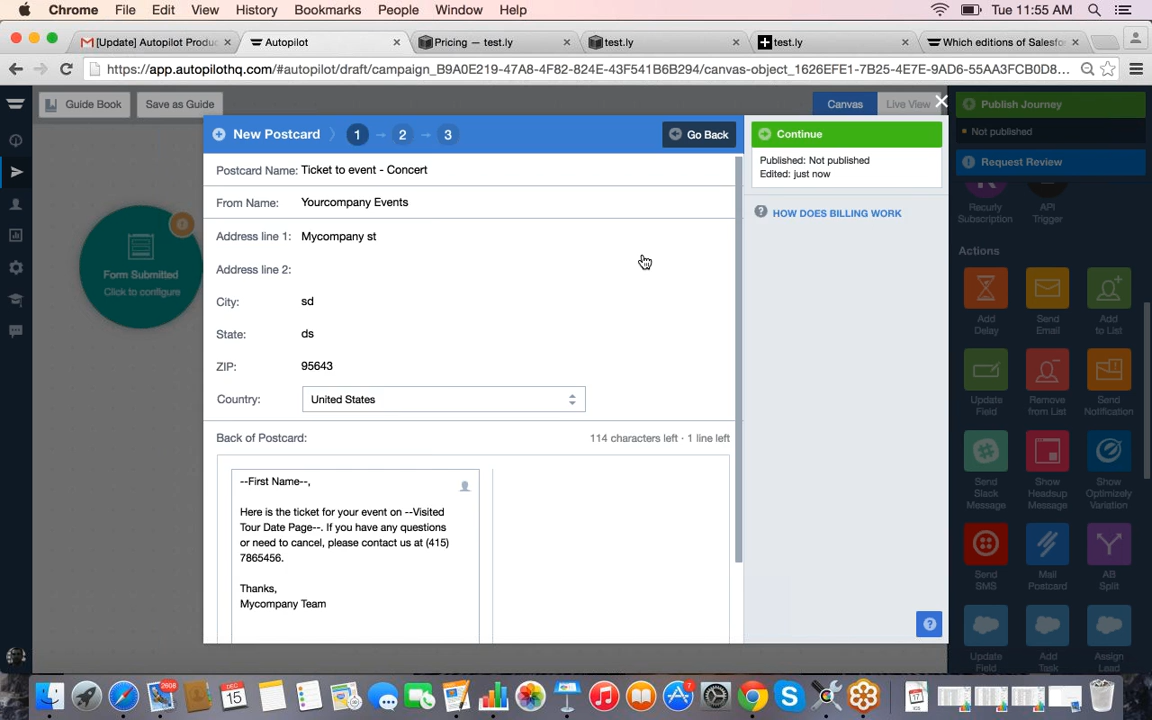 Chrome File Edit View History Bookmarks People Window Help Tue 11:55 AM
[Update] Autopilot Produc Autopilot Pricing — test.ly test.ly test.ly Which editions of Salesfo
https://app.autopilothq.com/#autopilot/draft/campaign_B9A0E219-47A8-4F82-824E-43F541B6B294/canvas-object_1626EFE1-7B25-4E7E-9AD6-55AA3FCB0D8...
Guide Book Save as Guide Canvas Live View Publish Journey
New Postcard 1 → 2 → 3 Go Back Continue
Not published
Published: Not published
Edited: just now
Request Review
Postcard Name: Ticket to event - Concert
From Name: Yourcompany Events
HOW DOES BILLING WORK
Recurly
Subscription
API
Trigger
Address line 1: Mycompany st
Address line 2:
City: sd
State: ds
ZIP: 95643
Country: United States
Back of Postcard: 114 characters left · 1 line left
--First Name--,
Here is the ticket for your event on --Visited
Tour Date Page--. If you have any questions
or need to cancel, please contact us at (415)
7865456.
Thanks,
Mycompany Team
Form Submitted
Click to configure
Actions
Add
Delay
Send
Email
Add
to List
Update
Field
Remove
from List
Send
Notification
Send
Slack
Message
Show
Headsup
Message
Show
Optimizely
Variation
Send
SMS
Mail
Postcard
AB
Split
Update
Field
Add
Task
Assign
Lead
?
2608
DEC
15
7
17